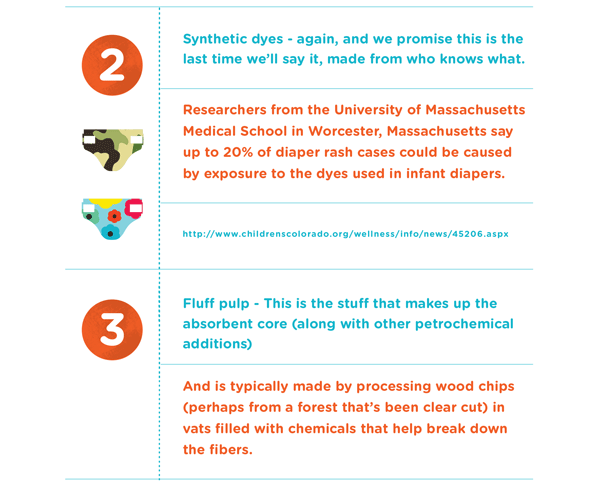 2
Synthetic dyes - again, and we promise this is the
last time we'll say it, made from who knows what.
Researchers from the University of Massachusetts
Medical School in Worcester, Massachusetts say
up to 20% of diaper rash cases could be caused
by exposure to the dyes used in infant diapers.
http://www.childrenscolorado.org/wellness/info/news/45206.aspx
3
Fluff pulp - This is the stuff that makes up the
absorbent core (along with other petrochemical
additions)
And is typically made by processing wood chips
(perhaps from a forest that's been clear cut) in
vats filled with chemicals that help break down
the fibers.